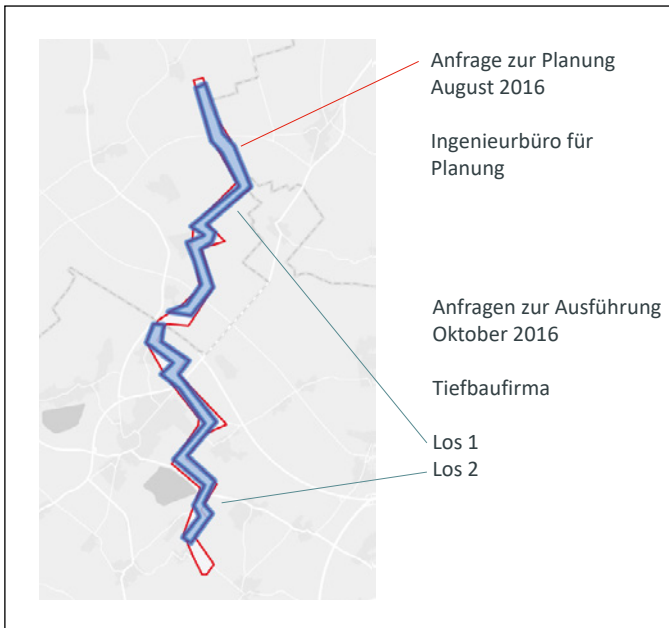 Anfrage zur Planung
August 2016
Ingenieurbüro für
Planung
Anfragen zur Ausführung
Oktober 2016
Tiefbaufirma
Los 1
Los 2